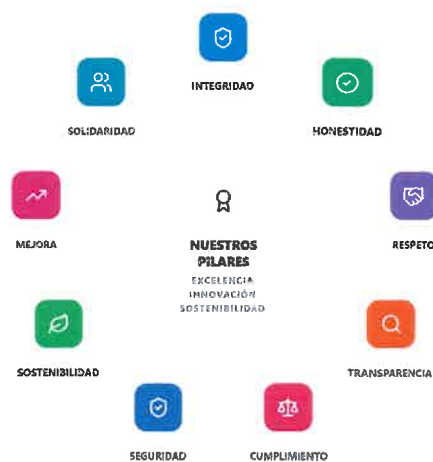 INTEGRIDAD
SOLIDARIDAD
HONESTIDAD
MEJORA
NUESTROS
PILARES
EXCELENCIA
INNOVACIÓN
SOSTENIBILIDAD
RESPETO
SOSTENIBILIDAD
TRANSPARENCIA
SEGURIDAD
CUMPLIMIENTO